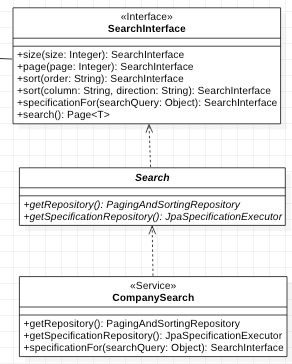 «Interface»
SearchInterface
+size(size: Integer): SearchInterface
+page(page: Integer): SearchInterface
+sort(order: String): SearchInterface
+sort(column: String, direction: String): SearchInterface
+specificationFor(searchQuery: Object): SearchInterface
+search(): Page<T>
Search
+getRepository(): PagingAndSortingRepository
+getSpecificationRepository(): JpaSpecificationExecutor
«Service»
CompanySearch
+getRepository(): PagingAndSortingRepository
+getSpecificationRepository(): JpaSpecificationExecutor
+specificationFor(searchQuery: Object): SearchInterface